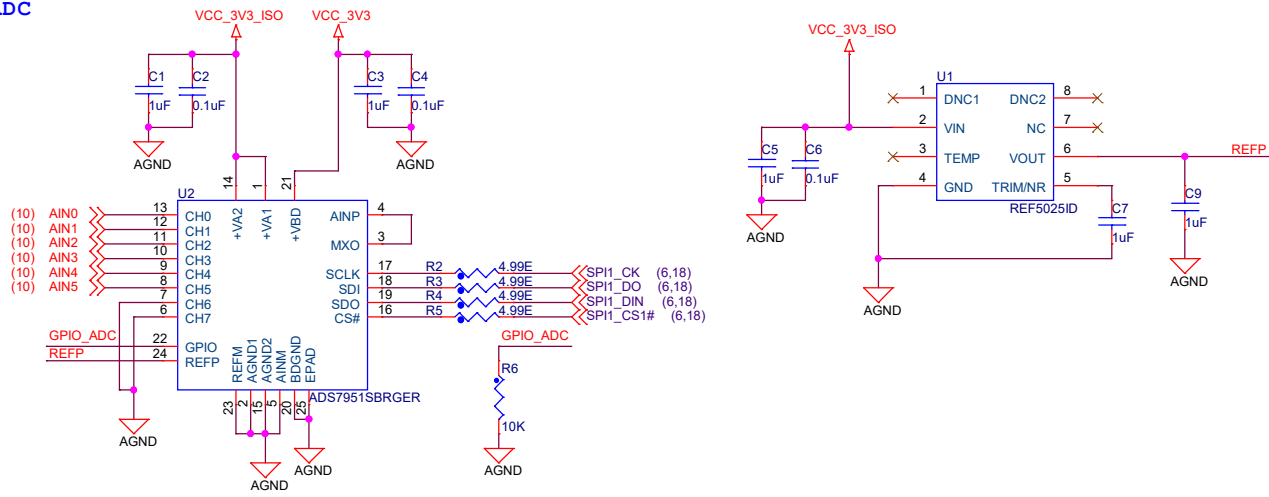 ADC
VCC_3V3_ISO VCC_3V3
C1 C2 C3 C4
1uF 0.1uF 1uF 0.1uF
AGND AGND
14 1 21
U2
+VA2 +VA1 +VBD
(10) AIN0 13 CH0 AINP 4
(10) AIN1 12 CH1
(10) AIN2 11 CH2 MXO 3
(10) AIN3 10 CH3
(10) AIN4 9 CH4 SCLK 17 R2 4.99E SPI1_CK (6,18)
(10) AIN5 8 CH5 SDI 18 R3 4.99E SPI1_DO (6,18)
7 CH6 SDO 19 R4 4.99E SPI1_DIN (6,18)
6 CH7 CS# 16 R5 4.99E SPI1_CS1# (6,18)
GPIO_ADC 22 GPIO
REFP 24 REFP
REFM AGND1 AGND2 AINM BDGND EPAD
23 2 15 5 20 25
ADS7951SBRGER
AGND AGND AGND
GPIO_ADC
R6
10K
AGND
VCC_3V3_ISO
C5 C6
1uF 0.1uF
AGND
U1
1 DNC1 DNC2 8
2 VIN NC 7
3 TEMP VOUT 6 REFP
4 GND TRIM/NR 5
REF5025ID
C7
1uF
C9
1uF
AGND AGND